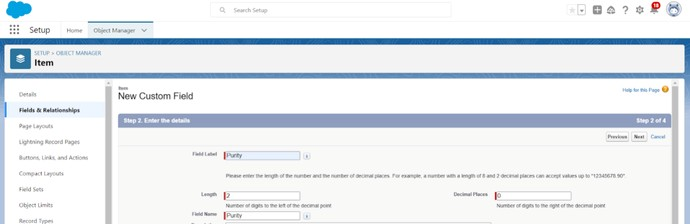 Search Setup
10
Setup
Home
Object Manager
SETUP > OBJECT MANAGER
Item
Details
Fields & Relationships
Page Layouts
Lightning Record Pages
Buttons, Links, and Actions
Compact Layouts
Field Sets
Object Limits
Record Types
Item
New Custom Field
Help for this Page
Step 2. Enter the details
Step 2 of 4
Previous Next Cancel
Field Label Purity
Please enter the length of the number and the number of decimal places. For example, a number with a length of 8 and 2 decimal places can accept values up to "12345678.90".
Length 2
Decimal Places 0
Number of digits to the left of the decimal point
Number of digits to the right of the decimal point
Field Name Purity